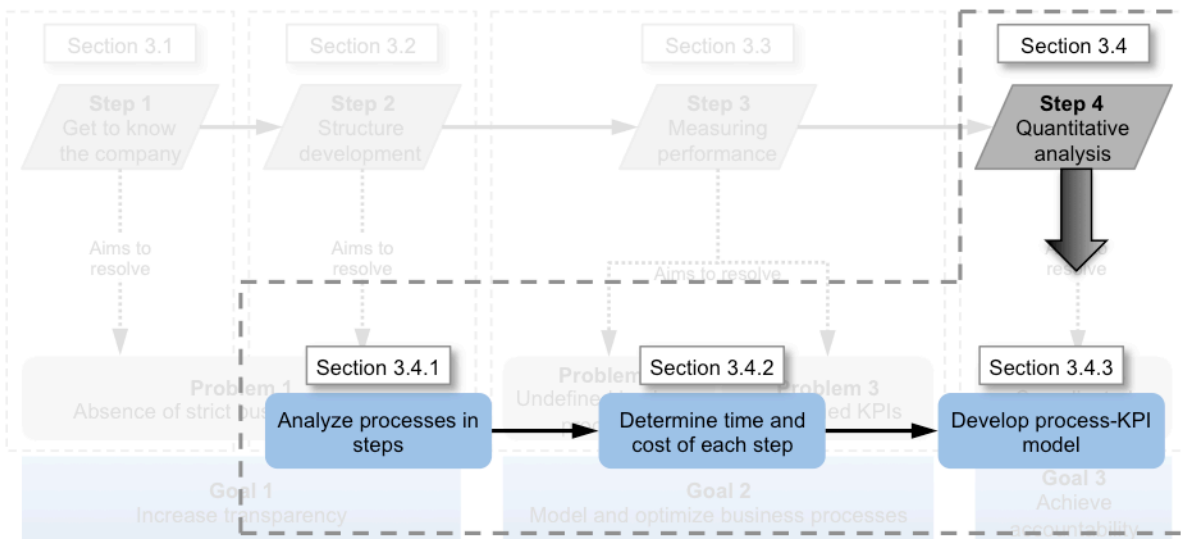 Section 3.1
Section 3.2
Section 3.3
Section 3.4
Step 1
Get to know
the company
Step 2
Structure
development
Step 3
Measuring
performance
Step 4
Quantitative
analysis
Aims to
resolve
Aims to
resolve
Aims to resolve
resolve
Section 3.4.1
Section 3.4.2
Section 3.4.3
Problem 1
Absence of strict
Problem
Problem 3
KPIs
Analyze processes in
steps
Determine time and
cost of each step
Develop process-KPI
model
Goal 1
Increase transparency
Goal 2
Model and optimize business processes
Goal 3
Achieve
accountability